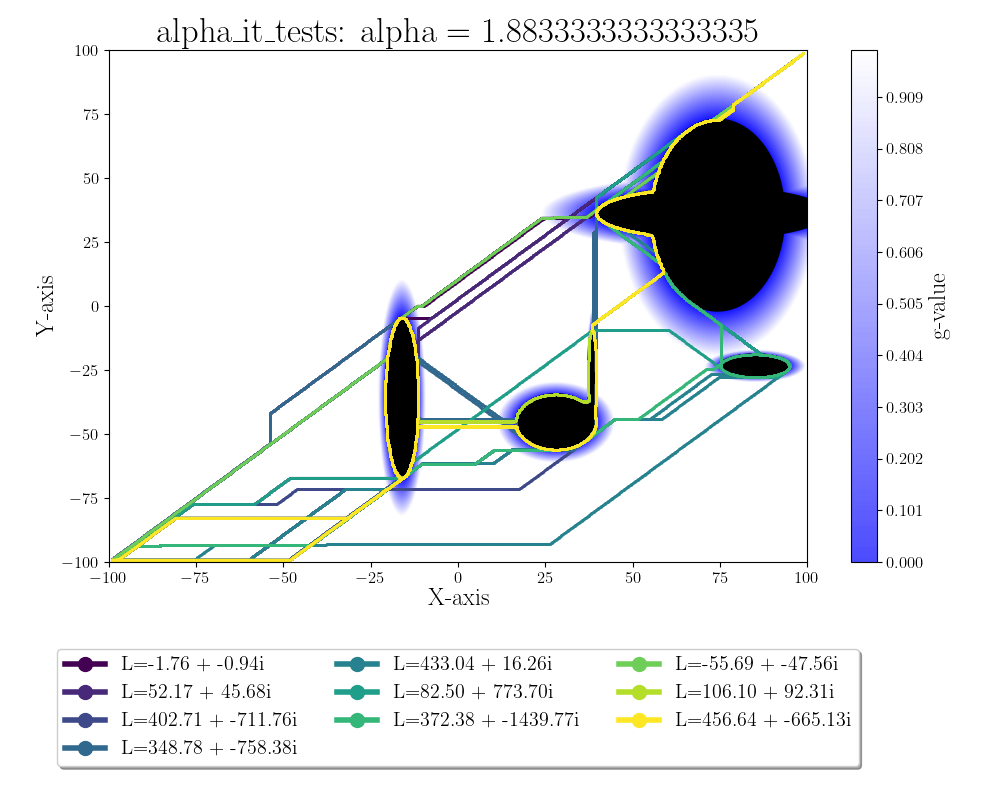 alpha_it_tests: alpha = 1.8833333333333335
100
75
50
25
0
−25
−50
−75
−100
Y-axis
−100 −75 −50 −25 0 25 50 75 100
X-axis
0.909
0.808
0.707
0.606
0.505
0.404
0.303
0.202
0.101
0.000
g-value
L=-1.76 + -0.94i L=433.04 + 16.26i L=-55.69 + -47.56i
L=52.17 + 45.68i L=82.50 + 773.70i L=106.10 + 92.31i
L=402.71 + -711.76i L=372.38 + -1439.77i L=456.64 + -665.13i
L=348.78 + -758.38i